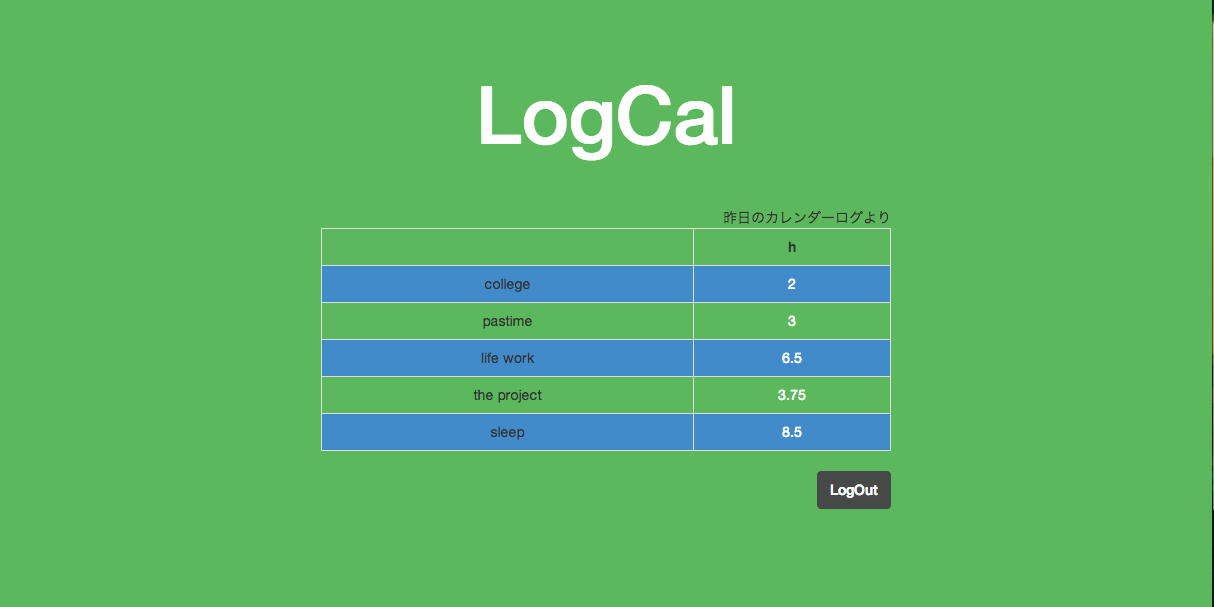 LogCal
昨日のカレンダーログより
h
college 2
pastime 3
life work 6.5
the project 3.75
sleep 8.5
LogOut